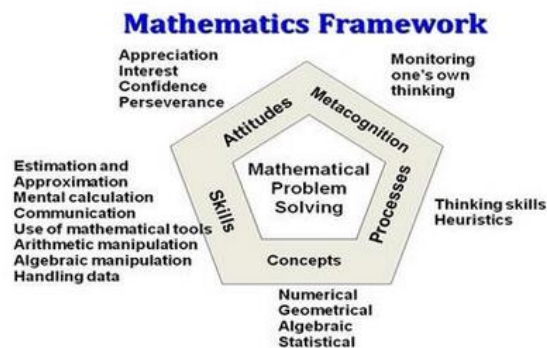 Mathematics Framework
Appreciation
Interest
Confidence
Perseverance
Monitoring
one's own
thinking
Attitudes
Metacognition
Mathematical
Problem
Solving
Estimation and
Approximation
Mental calculation
Communication
Use of mathematical tools
Arithmetic manipulation
Algebraic manipulation
Handling data
Skills
Processes
Thinking skills
Heuristics
Concepts
Numerical
Geometrical
Algebraic
Statistical